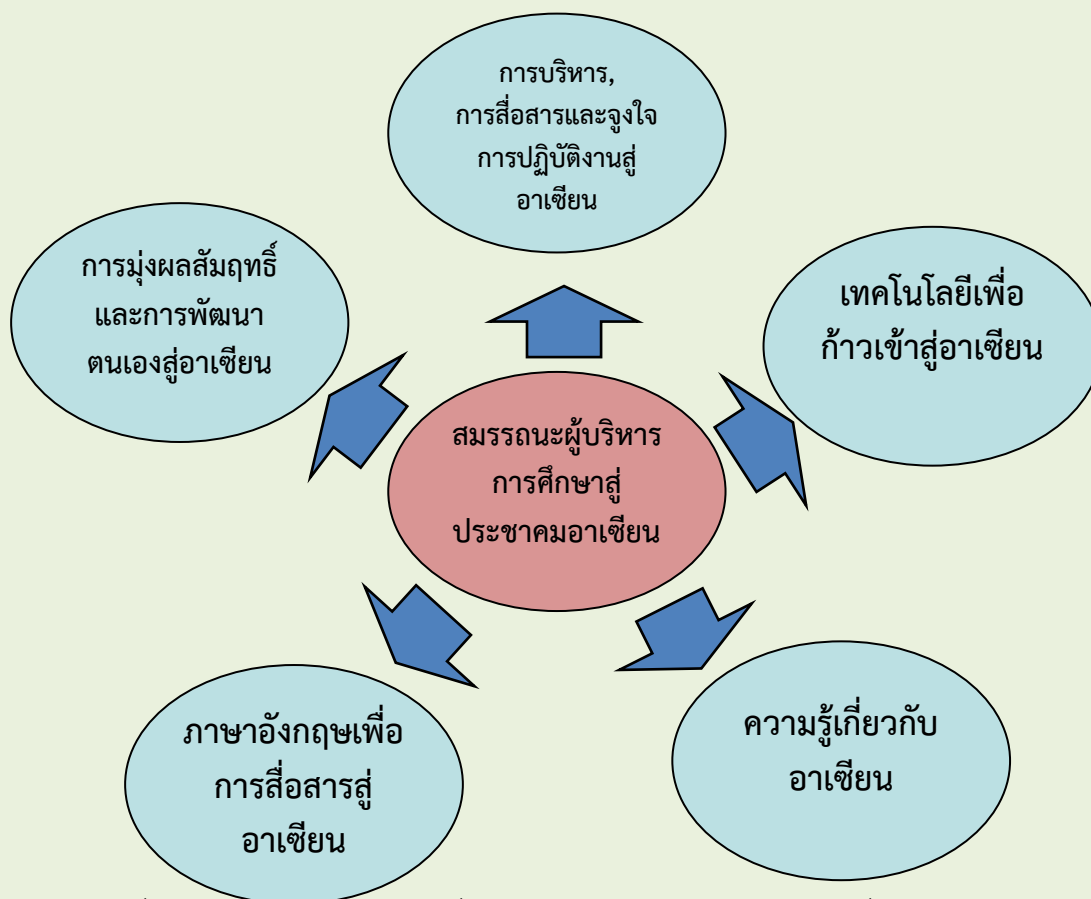 การบริหาร,
การสื่อสารและจูงใจ
การปฏิบัติงานสู่
อาเซียน
การมุ่งผลสัมฤทธิ์
และการพัฒนา
ตนเองสู่อาเซียน
เทคโนโลยีเพื่อ
ก้าวเข้าสู่อาเซียน
สมรรถนะผู้บริหาร
การศึกษาสู่
ประชาคมอาเซียน
ภาษาอังกฤษเพื่อ
การสื่อสารสู่
อาเซียน
ความรู้เกี่ยวกับ
อาเซียน